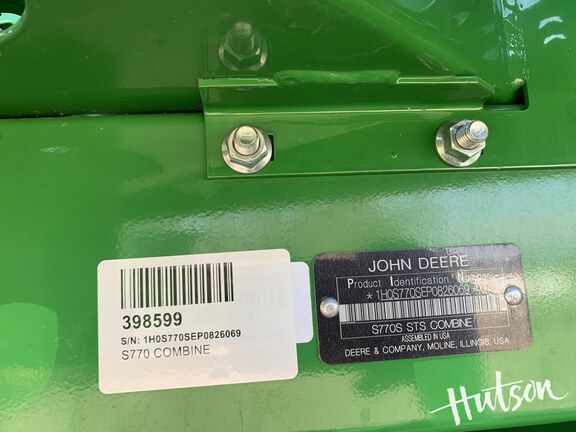 398599
S/N: 1H0S770SEP0826069
S770 COMBINE
JOHN DEERE
Product Identification Number
*1H0S770SEP0826069
S770S STS COMBINE
ASSEMBLED IN USA
DEERE & COMPANY, MOLINE, ILLINOIS, USA
Hutson